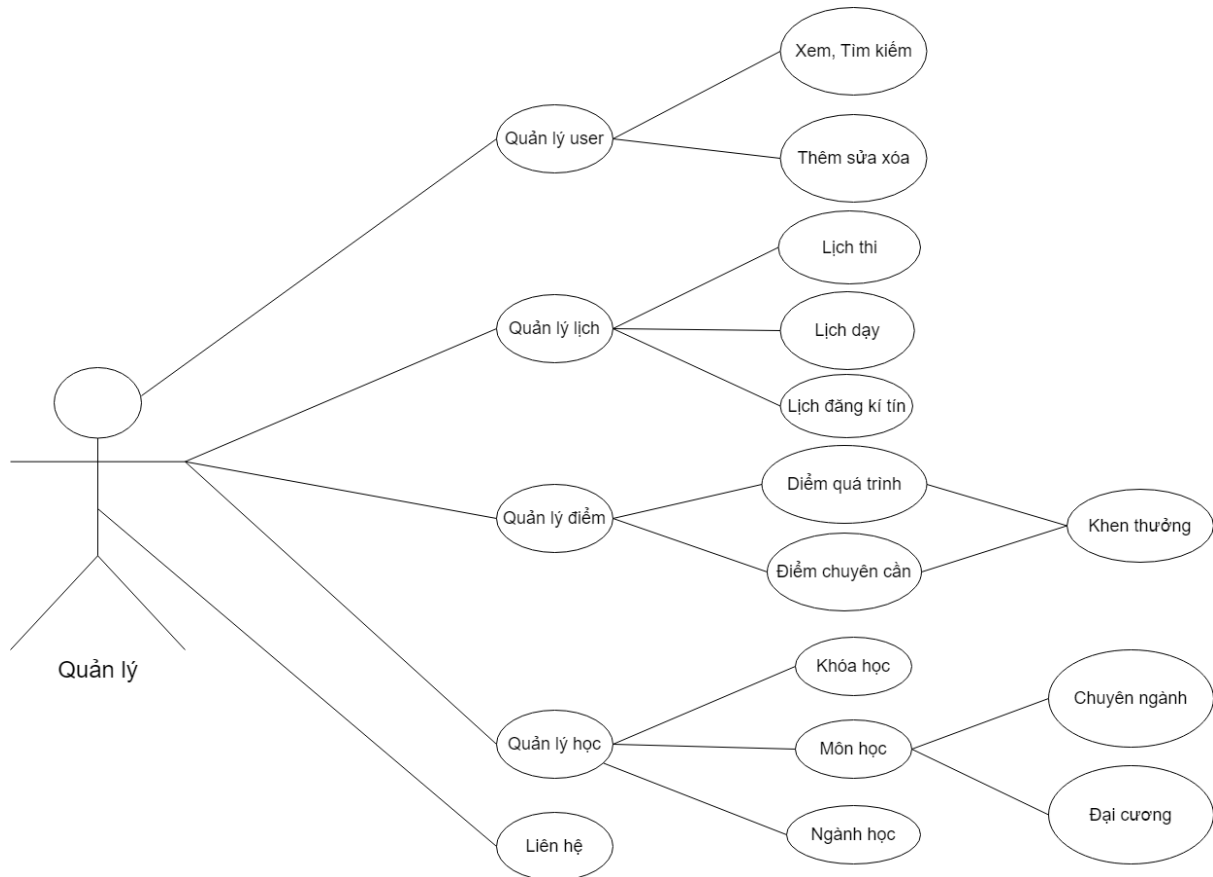 Xem, Tìm kiếm
Quản lý user
Thêm sửa xóa
Lịch thi
Quản lý lịch
Lịch dạy
Lịch đăng kí tín
Diểm quá trình
Quản lý điểm
Khen thưởng
Điểm chuyên cần
Quản lý
Khóa học
Chuyên ngành
Quản lý học
Môn học
Đại cương
Ngành học
Liên hệ